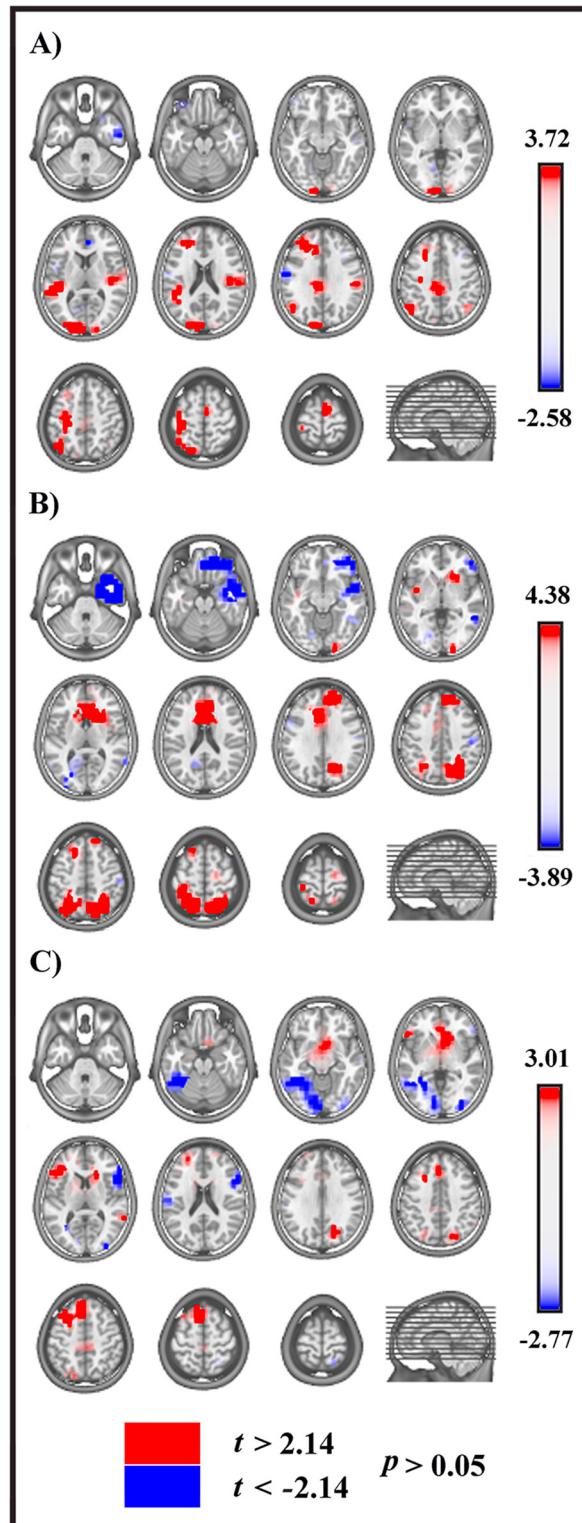 A)
3.72
-2.58
B)
4.38
-3.89
C)
3.01
-2.77
t > 2.14
p > 0.05
t < -2.14